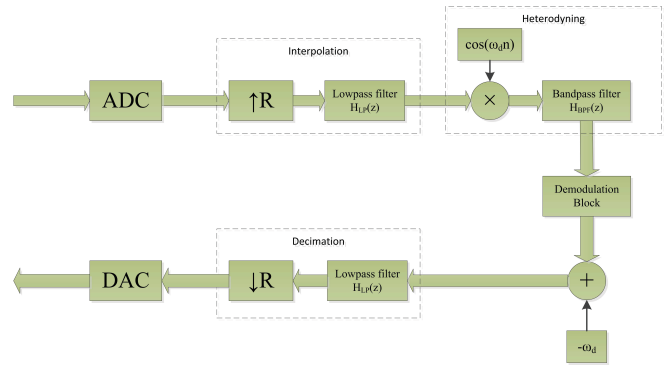 Heterodyning
Interpolation
cos(ω_d n)
ADC
↑R
Lowpass filter
H_LP(z)
×
Bandpass filter
H_BPF(z)
Demodulation
Block
Decimation
DAC
↓R
Lowpass filter
H_LP(z)
+
-ω_d